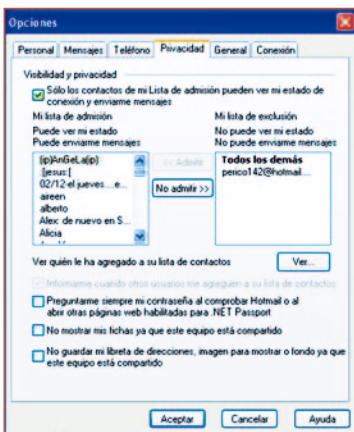 Opciones
Personal Mensajes Teléfono Privacidad General Conexión
Visibilidad y privacidad
Sólo los contactos de mi Lista de admisión pueden ver mi estado de
conexión y enviarme mensajes
Mi lista de admisión
Mi lista de exclusión
Puede ver mi estado
Puede enviarme mensajes
No puede ver mi estado
No puede enviarme mensajes
(ip)AnGeLa(ip)
:[jesus:[
02/12-el jueves....e...
aireen
alberto
Alex: de nuevo en S...
Alicia
<< Admitir
No admitir >>
Todos los demás
perico142@hotmail....
Ver quién le ha agregado a su lista de contactos
Ver...
Informarme cuando otros usuarios me agreguen a su lista de contactos
Preguntarme siempre mi contraseña al comprobar Hotmail o al
abrir otras páginas web habilitadas para .NET Passport
No mostrar mis fichas ya que este equipo está compartido
No guardar mi libreta de direcciones, imagen para mostrar o fondo ya que
este equipo está compartido
Aceptar Cancelar Ayuda